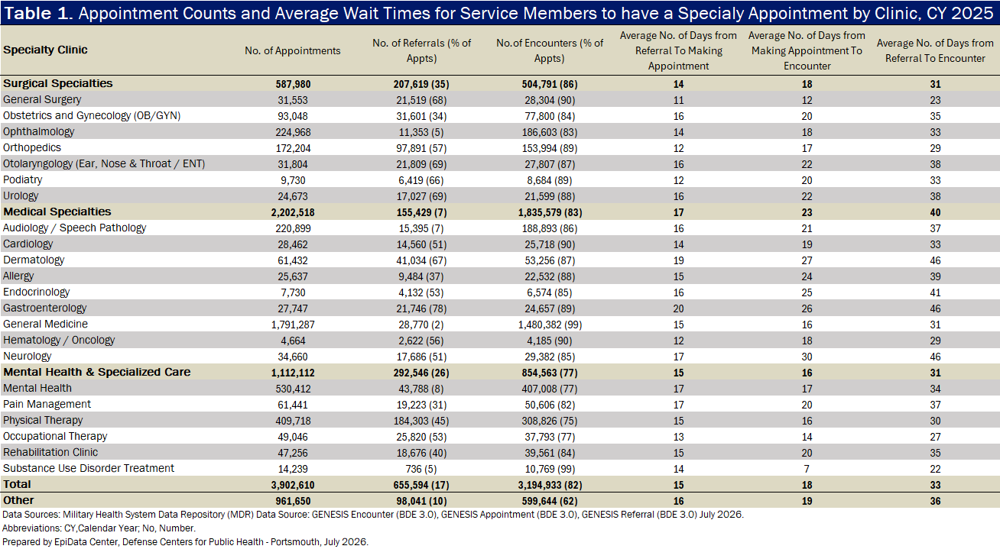 Table 1. Appointment Counts and Average Wait Times for Service Members to have a Specialy Appointment by Clinic, CY 2025
Specialty Clinic No. of Appointments No. of Referrals (% of Appts) No.of Encounters (% of Appts) Average No. of Days from Referral To Making Appointment Average No. of Days from Making Appointment To Encounter Average No. of Days from Referral To Encounter
Surgical Specialties 587,980 207,619 (35) 504,791 (86) 14 18 31
General Surgery 31,553 21,519 (68) 28,304 (90) 11 12 23
Obstetrics and Gynecology (OB/GYN) 93,048 31,601 (34) 77,800 (84) 16 20 35
Ophthalmology 224,968 11,353 (5) 186,603 (83) 14 18 33
Orthopedics 172,204 97,891 (57) 153,994 (89) 12 17 29
Otolaryngology (Ear, Nose & Throat / ENT) 31,804 21,809 (69) 27,807 (87) 16 22 38
Podiatry 9,730 6,419 (66) 8,684 (89) 12 20 33
Urology 24,673 17,027 (69) 21,599 (88) 16 22 38
Medical Specialties 2,202,518 155,429 (7) 1,835,579 (83) 17 23 40
Audiology / Speech Pathology 220,899 15,395 (7) 188,893 (86) 16 21 37
Cardiology 28,462 14,560 (51) 25,718 (90) 14 19 33
Dermatology 61,432 41,034 (67) 53,256 (87) 19 27 46
Allergy 25,637 9,484 (37) 22,532 (88) 15 24 39
Endocrinology 7,730 4,132 (53) 6,574 (85) 16 25 41
Gastroenterology 27,747 21,746 (78) 24,657 (89) 20 26 46
General Medicine 1,791,287 28,770 (2) 1,480,382 (99) 15 16 31
Hematology / Oncology 4,664 2,622 (56) 4,185 (90) 12 18 29
Neurology 34,660 17,686 (51) 29,382 (85) 17 30 46
Mental Health & Specialized Care 1,112,112 292,546 (26) 854,563 (77) 15 16 31
Mental Health 530,412 43,788 (8) 407,008 (77) 17 17 34
Pain Management 61,441 19,223 (31) 50,606 (82) 17 20 37
Physical Therapy 409,718 184,303 (45) 308,826 (75) 15 16 30
Occupational Therapy 49,046 25,820 (53) 37,793 (77) 13 14 27
Rehabilitation Clinic 47,256 18,676 (40) 39,561 (84) 15 20 35
Substance Use Disorder Treatment 14,239 736 (5) 10,769 (99) 14 7 22
Total 3,902,610 655,594 (17) 3,194,933 (82) 15 18 33
Other 961,650 98,041 (10) 599,644 (62) 16 19 36
Data Sources: Military Health System Data Repository (MDR) Data Source: GENESIS Encounter (BDE 3.0), GENESIS Appointment (BDE 3.0), GENESIS Referral (BDE 3.0) July 2026.
Abbreviations: CY,Calendar Year; No, Number.
Prepared by EpiData Center, Defense Centers for Public Health - Portsmouth, July 2026.